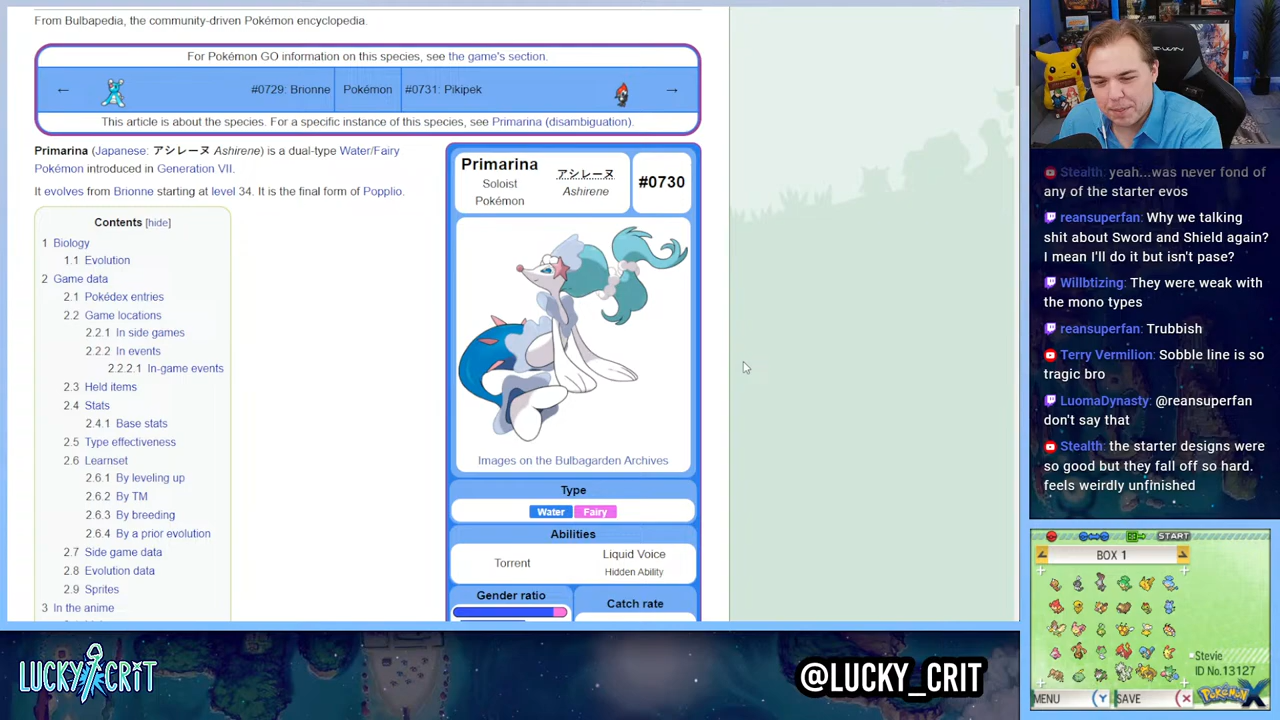 From Bulbapedia, the community-driven Pokémon encyclopedia.
For Pokémon GO information on this species, see the game's section.
← #0729: Brionne Pokémon #0731: Pikipek →
This article is about the species. For a specific instance of this species, see Primarina (disambiguation).
Primarina (Japanese: アシレーヌ Ashirene) is a dual-type Water/Fairy
Pokémon introduced in Generation VII.
It evolves from Brionne starting at level 34. It is the final form of Popplio.
Contents [hide]
1 Biology
1.1 Evolution
2 Game data
2.1 Pokédex entries
2.2 Game locations
2.2.1 In side games
2.2.2 In events
2.2.2.1 In-game events
2.3 Held items
2.4 Stats
2.4.1 Base stats
2.5 Type effectiveness
2.6 Learnset
2.6.1 By leveling up
2.6.2 By TM
2.6.3 By breeding
2.6.4 By a prior evolution
2.7 Side game data
2.8 Evolution data
2.9 Sprites
3 In the anime
Primarina
Soloist
Pokémon
アシレーヌ
Ashirene
#0730
Images on the Bulbagarden Archives
Type
Water Fairy
Abilities
Torrent
Liquid Voice
Hidden Ability
Gender ratio
Catch rate
Stealth: yeah...was never fond of
any of the starter evos
reansuperfan: Why we talking
shit about Sword and Shield again?
I mean I'll do it but isn't pase?
Willbtizing: They were weak with
the mono types
reansuperfan: Trubbish
Terry Vermilion: Sobble line is so
tragic bro
LuomaDynasty: @reansuperfan
don't say that
Stealth: the starter designs were
so good but they fall off so hard.
feels weirdly unfinished
START
BOX 1
Stevie
ID No.13127
MENU Y SAVE X
Pokémon X
LUCKY CRIT
@LUCKY_CRIT